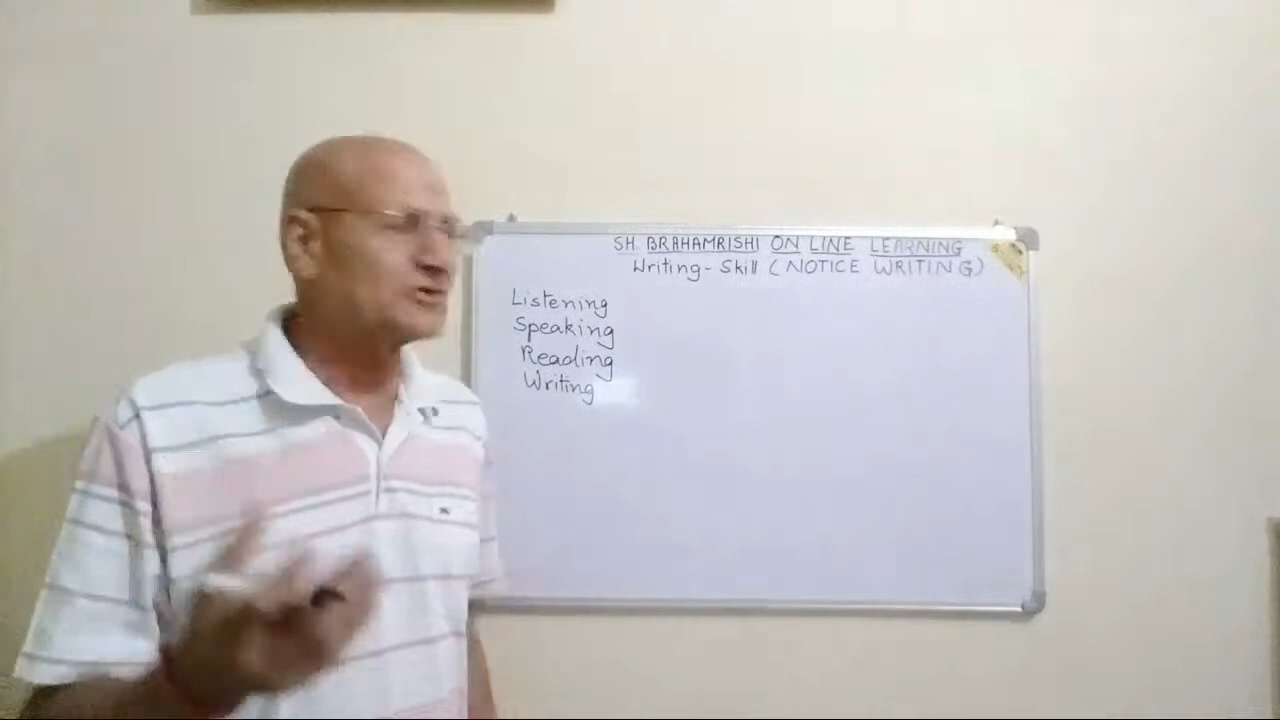 SH. BRAHAMRISHI ON LINE LEARNING
Writing-Skill (NOTICE WRITING)
Listening
Speaking
Reading
Writing